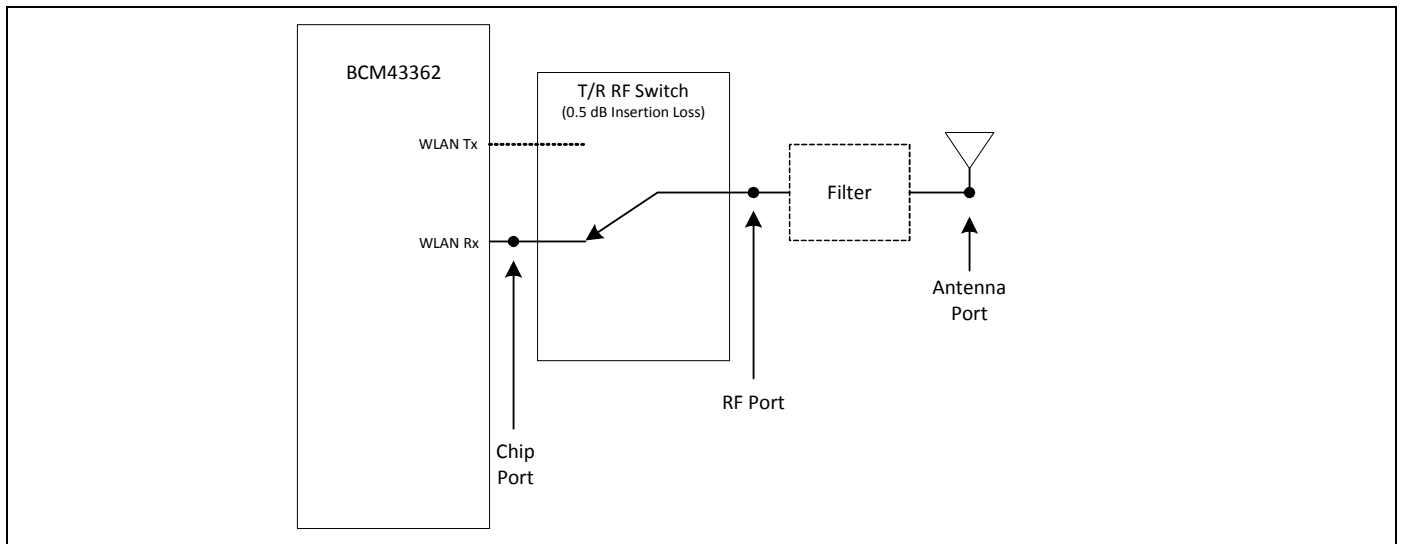 BCM43362
T/R RF Switch
(0.5 dB Insertion Loss)
WLAN Tx
Filter
WLAN Rx
Antenna
Port
RF Port
Chip
Port